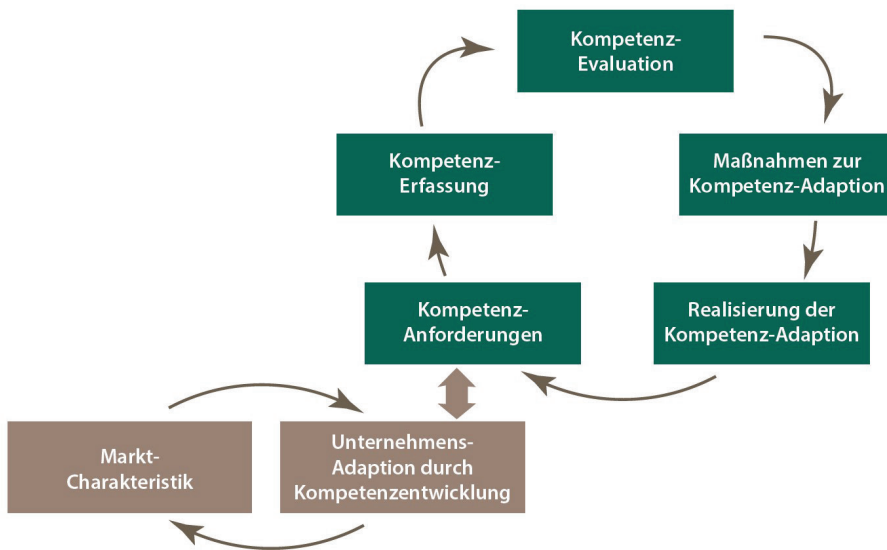 Kompetenz-
Evaluation
Kompetenz-
Erfassung
Maßnahmen zur
Kompetenz-Adaption
Kompetenz-
Anforderungen
Realisierung der
Kompetenz-Adaption
Markt-
Charakteristik
Unternehmens-
Adaption durch
Kompetenzentwicklung